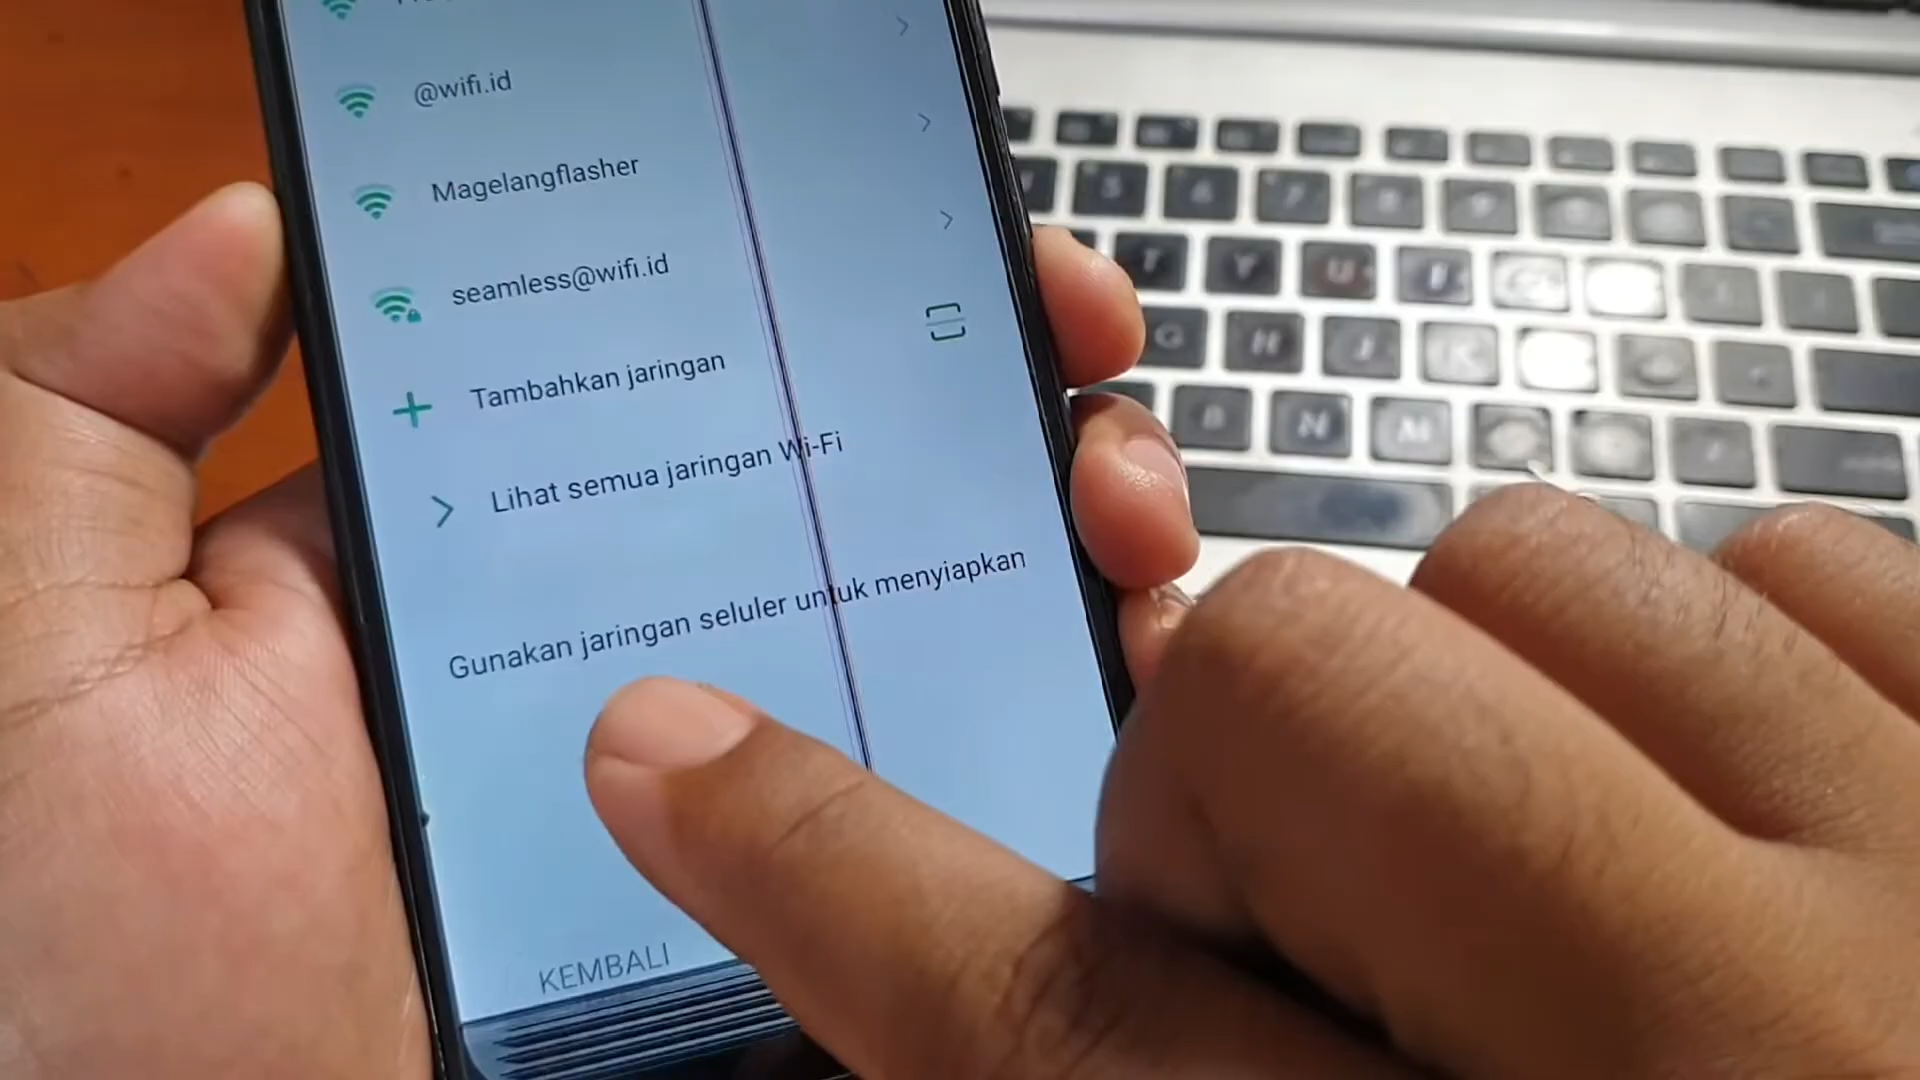 @wifi.id
Magelangflasher
seamless@wifi.id
Tambahkan jaringan
Lihat semua jaringan Wi-Fi
Gunakan jaringan seluler untuk menyiapkan
KEMBALI
T Y U
G H J K
B N M